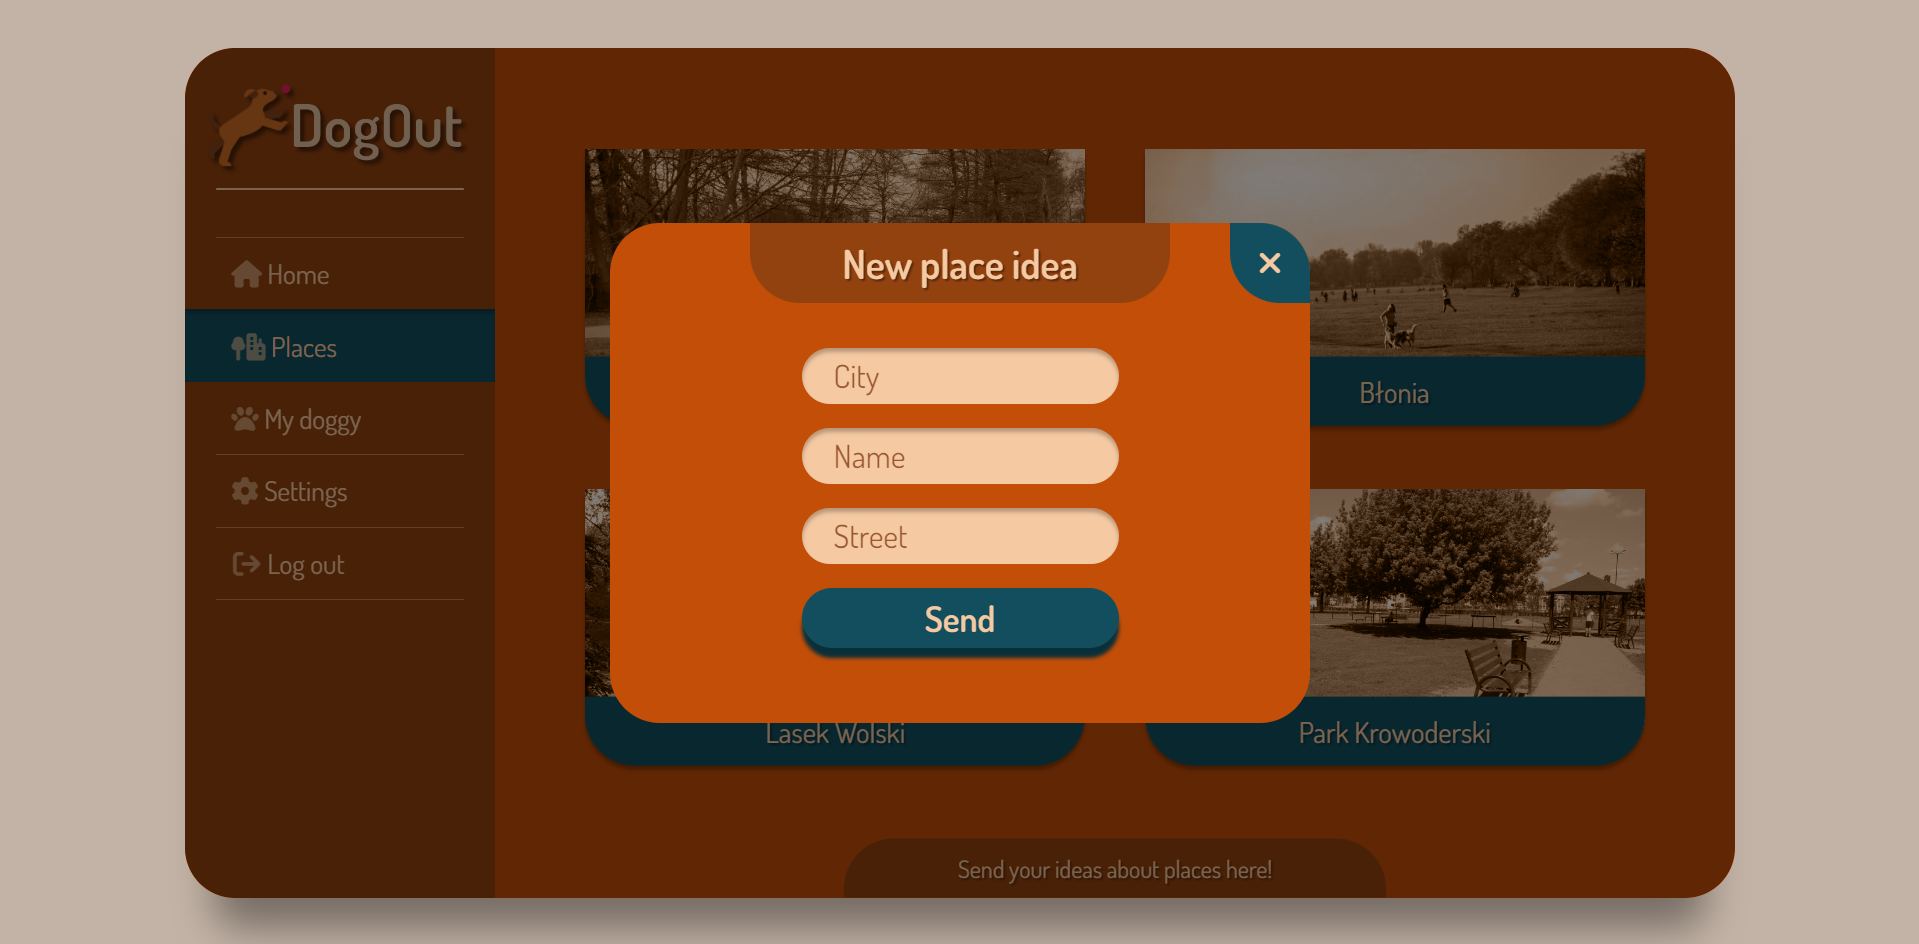 DogOut
Home
Places
My doggy
Settings
Log out
New place idea
City
Name
Street
Send
Błonia
Lasek Wolski
Park Krowoderski
Send your ideas about places here!